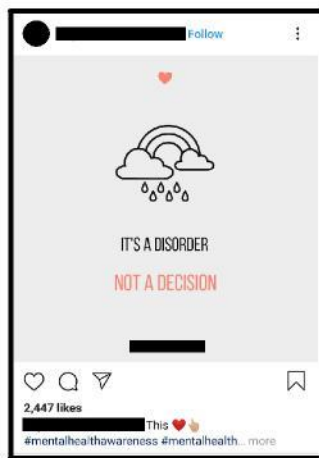 Follow
IT'S A DISORDER
NOT A DECISION
2,447 likes
This ❤️👆🏼
#mentalhealthawareness #mentalhealth... more